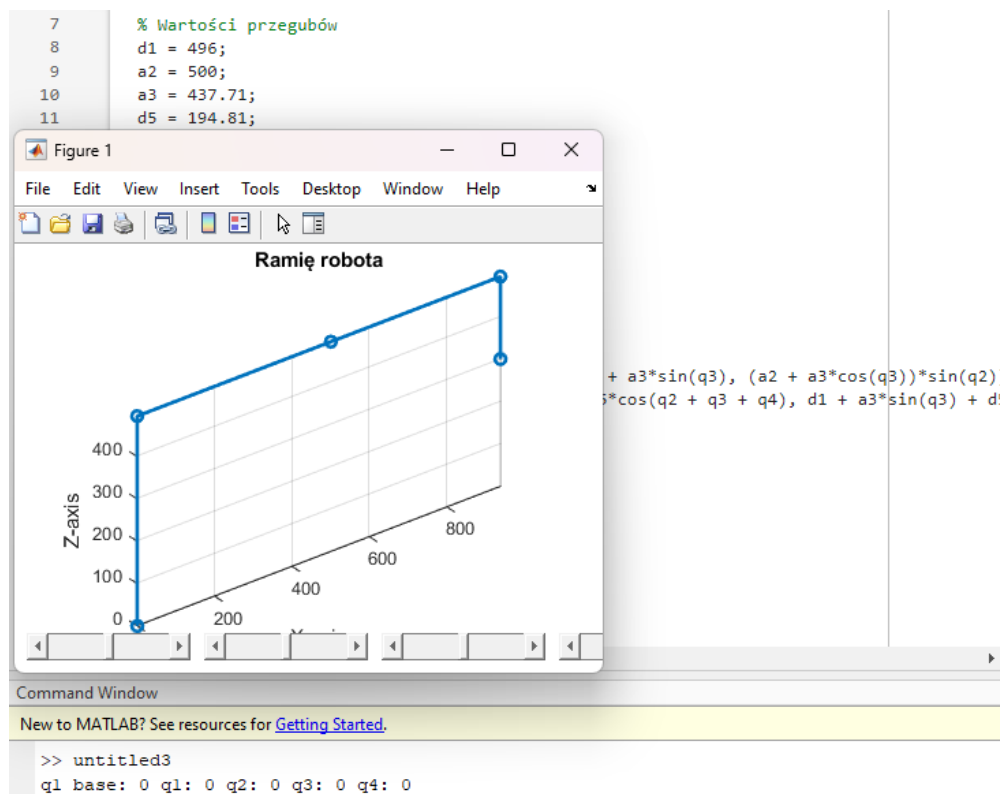 7 % Wartości przegubów
8 d1 = 496;
9 a2 = 500;
10 a3 = 437.71;
11 d5 = 194.81;
Figure 1
File Edit View Insert Tools Desktop Window Help
Ramię robota
+ a3*sin(q3), (a2 + a3*cos(q3))*sin(q2)
*cos(q2 + q3 + q4), d1 + a3*sin(q3) + d5
400
300
200
100
0
Z-axis
200
400
600
800
Command Window
New to MATLAB? See resources for Getting Started.
>> untitled3
q1 base: 0 q1: 0 q2: 0 q3: 0 q4: 0